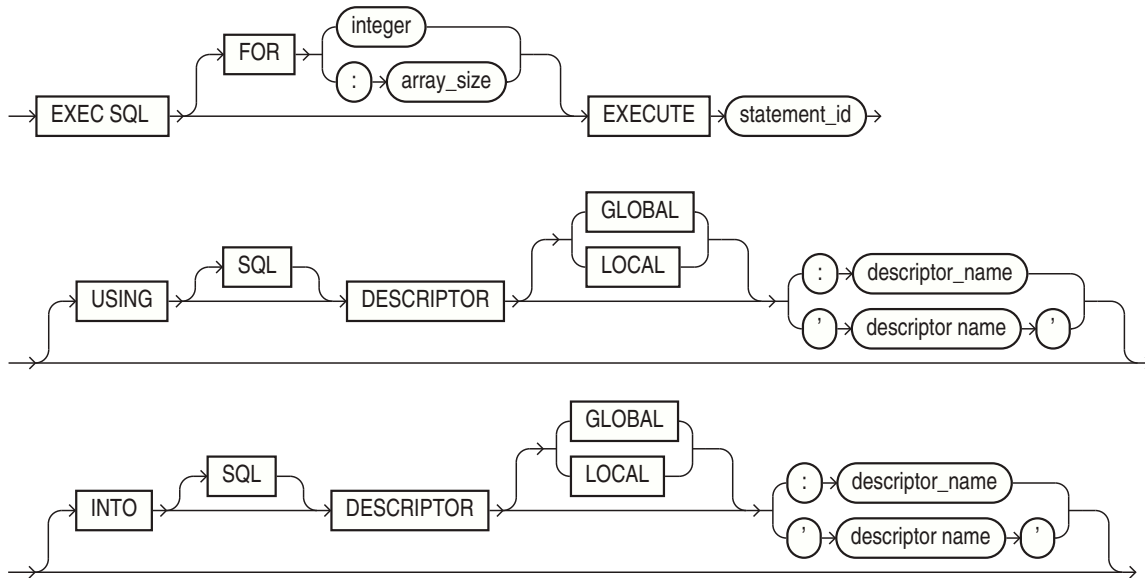 integer
FOR
: array_size
EXEC SQL EXECUTE statement_id
GLOBAL
SQL LOCAL : descriptor_name
USING DESCRIPTOR ’ descriptor name ’
GLOBAL
SQL LOCAL : descriptor_name
INTO DESCRIPTOR ’ descriptor name ’